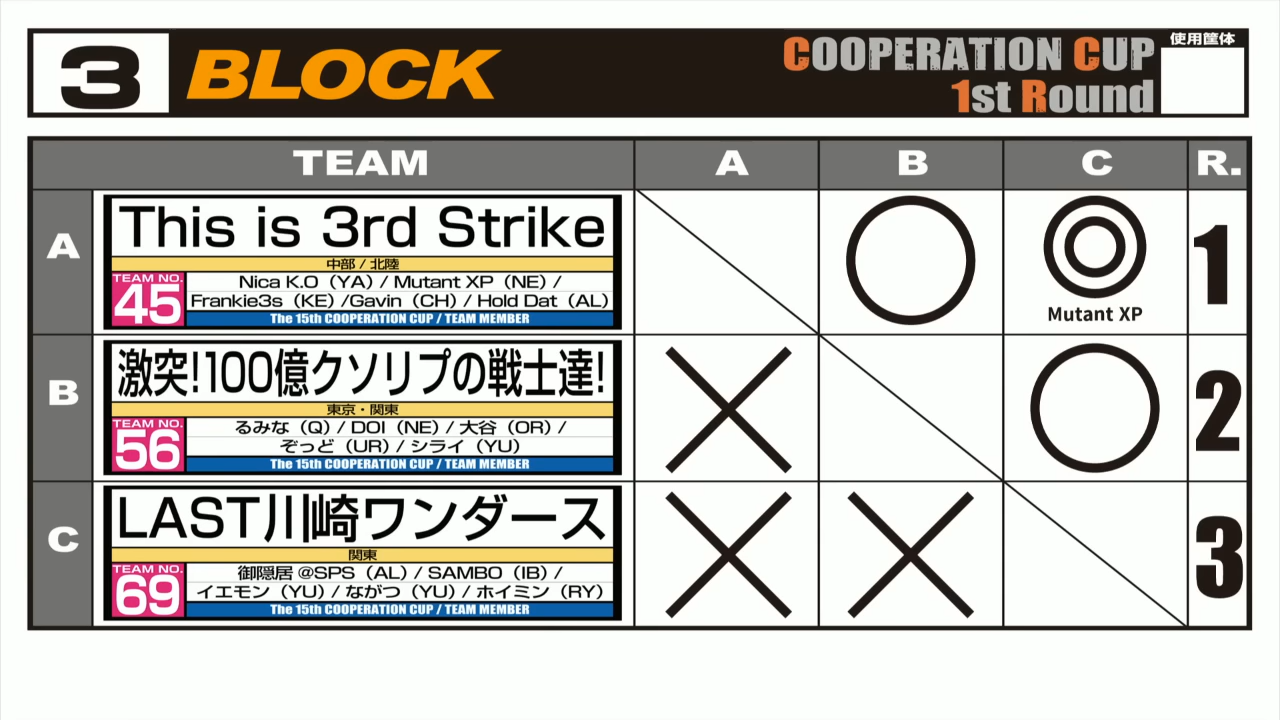 3 BLOCK
COOPERATION CUP
1st Round
使用筐体
TEAM A B C R.
A
This is 3rd Strike
中部 / 北陸
TEAM NO.
45
Nica K.O（YA）/ Mutant XP（NE）/
Frankie3s（KE）/Gavin（CH）/ Hold Dat（AL）
The 15th COOPERATION CUP / TEAM MEMBER
Mutant XP
1
B
激突!100億クソリプの戦士達!
東京・関東
TEAM NO.
56
るみな（Q）/ DOI（NE）/ 大谷（OR）/
ぞっど（UR）/ シライ（YU）
The 15th COOPERATION CUP / TEAM MEMBER
2
C
LAST川崎ワンダース
関東
TEAM NO.
69
御隠居 @SPS（AL）/ SAMBO（IB）/
イエモン（YU）/ ながつ（YU）/ ホイミン（RY）
The 15th COOPERATION CUP / TEAM MEMBER
3